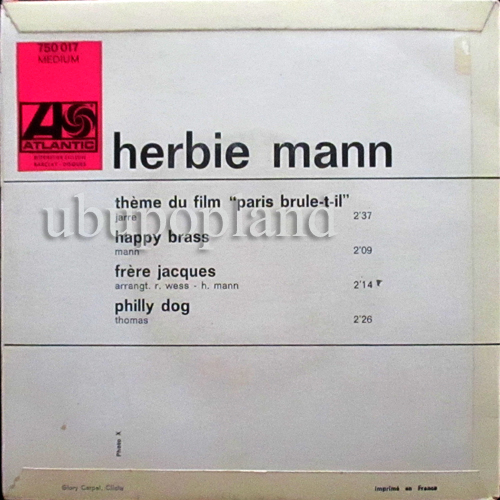 750 017
MEDIUM
ATLANTIC
herbie mann
thème du film "paris brule-t-il"
jarre 2'37
ubupopland
happy brass
mann 2'09
frère jacques
arrangt. r. wess - h. mann 2'14
philly dog
thomas 2'26
Photo X
imprimé en France